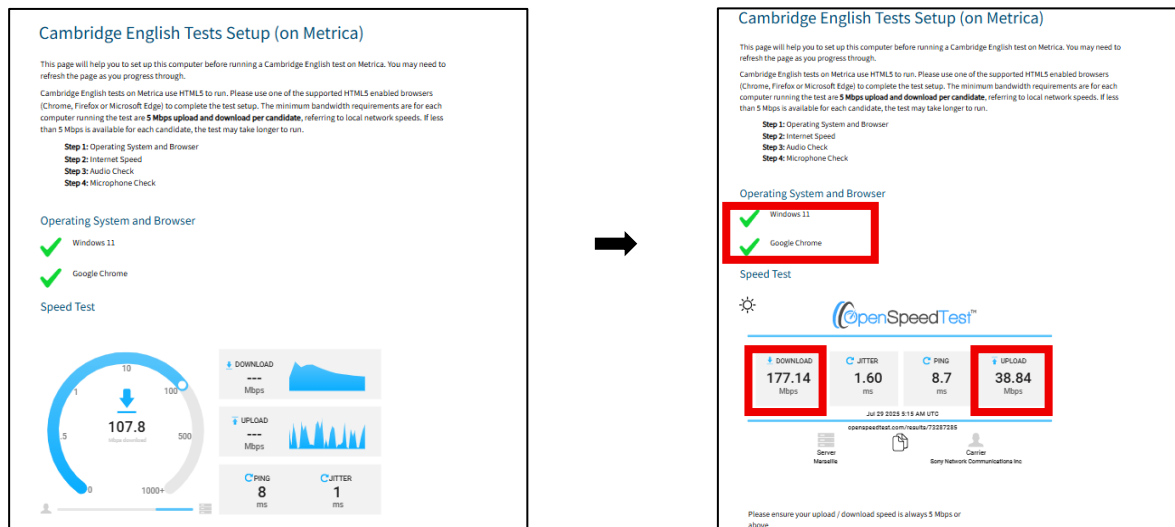 Cambridge English Tests Setup (on Metrica)
This page will help you to set up this computer before running a Cambridge English test on Metrica. You may need to
refresh the page as you progress through.
Cambridge English tests on Metrica use HTML5 to run. Please use one of the supported HTML5 enabled browsers
(Chrome, Firefox or Microsoft Edge) to complete the test setup. The minimum bandwidth requirements are for each
computer running the test are 5 Mbps upload and download per candidate, referring to local network speeds. If less
than 5 Mbps is available for each candidate, the test may take longer to run.
Step 1: Operating System and Browser
Step 2: Internet Speed
Step 3: Audio Check
Step 4: Microphone Check
Operating System and Browser
Windows 11
Google Chrome
Speed Test
10
1
100
.5
500
0
1000+
107.8
Mbps download
DOWNLOAD
---
Mbps
UPLOAD
---
Mbps
PING
8
ms
JITTER
1
ms
Cambridge English Tests Setup (on Metrica)
This page will help you to set up this computer before running a Cambridge English test on Metrica. You may need to
refresh the page as you progress through.
Cambridge English tests on Metrica use HTML5 to run. Please use one of the supported HTML5 enabled browsers
(Chrome, Firefox or Microsoft Edge) to complete the test setup. The minimum bandwidth requirements are for each
computer running the test are 5 Mbps upload and download per candidate, referring to local network speeds. If less
than 5 Mbps is available for each candidate, the test may take longer to run.
Step 1: Operating System and Browser
Step 2: Internet Speed
Step 3: Audio Check
Step 4: Microphone Check
Operating System and Browser
Windows 11
Google Chrome
Speed Test
OpenSpeedTest™
DOWNLOAD
177.14
Mbps
JITTER
1.60
ms
PING
8.7
ms
UPLOAD
38.84
Mbps
Jul 29 2025 5:15 AM UTC
openspeedtest.com/results/73287285
Server
Marseille
Carrier
Sony Network Communications Inc
Please ensure your upload / download speed is always 5 Mbps or
above